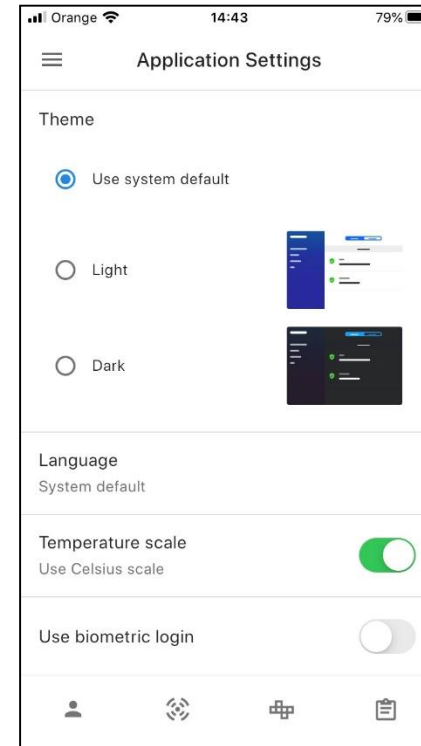 Orange 14:43 79%
Application Settings
Theme
Use system default
Light
Dark
Language
System default
Temperature scale
Use Celsius scale
Use biometric login